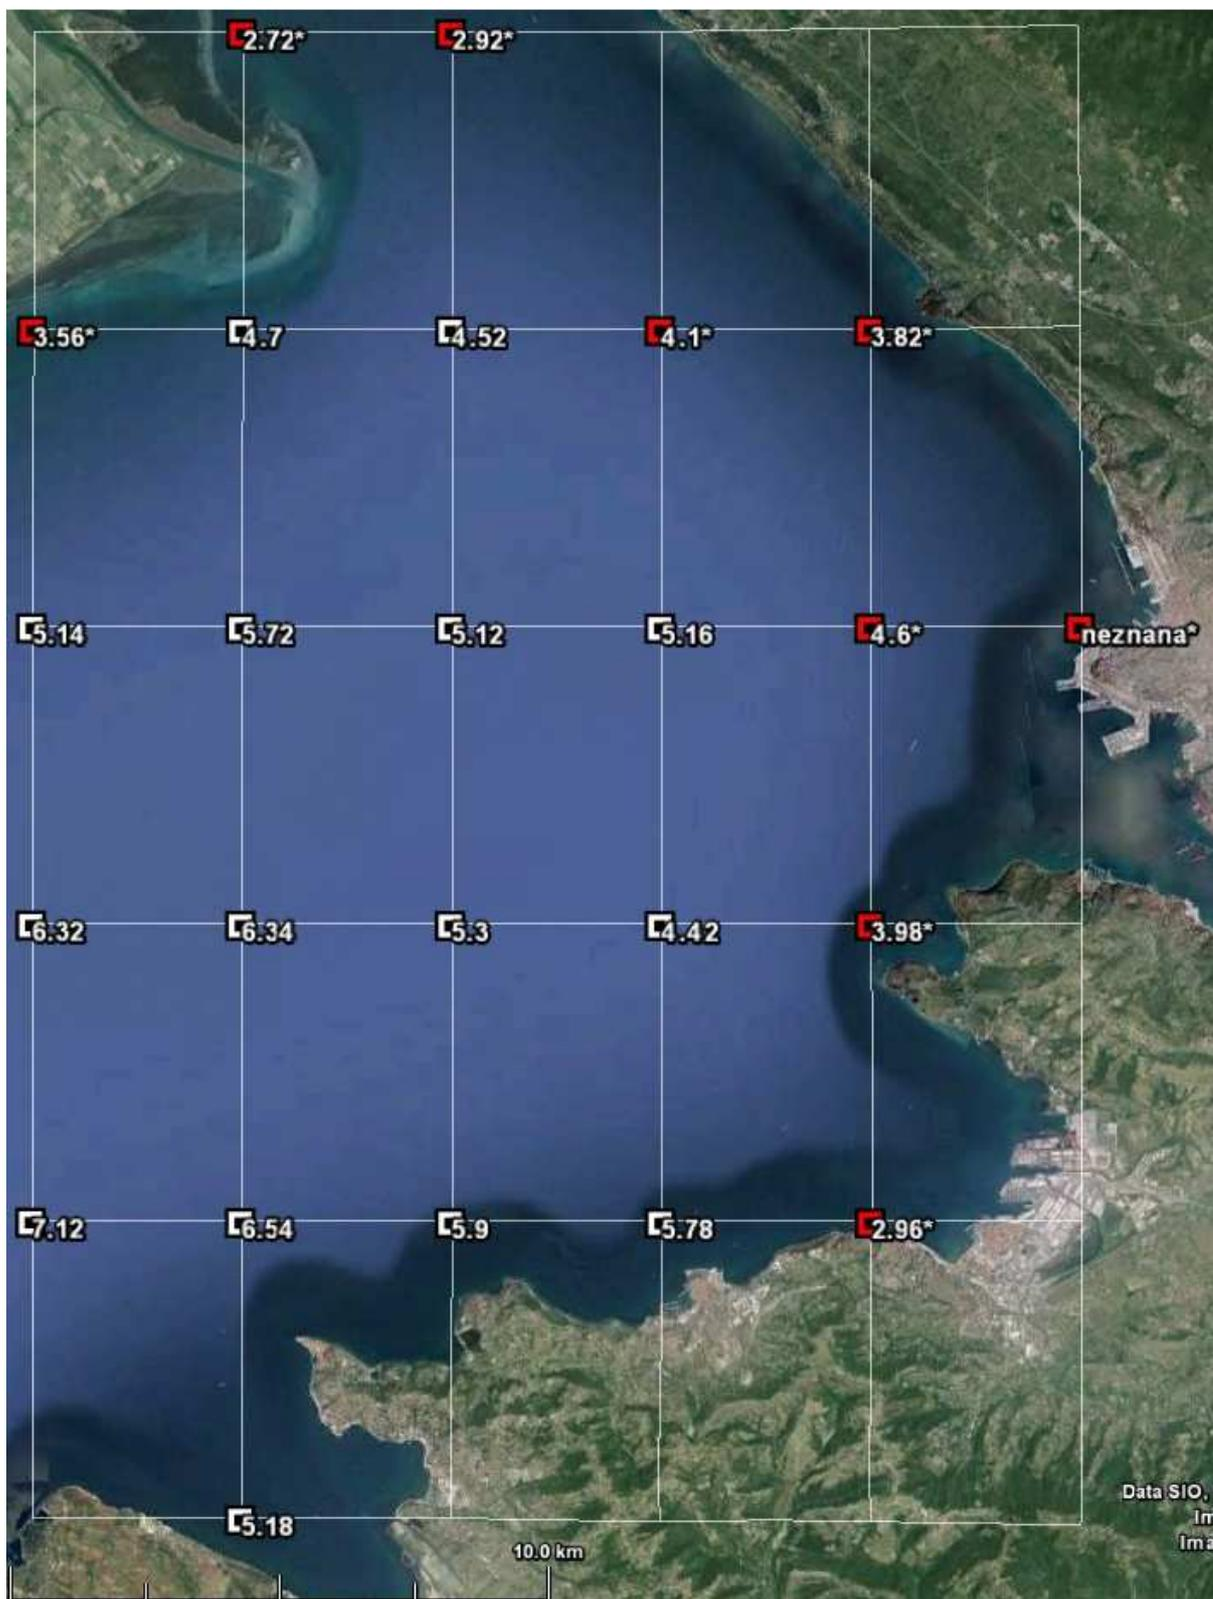 2.72* 2.92*
3.56* 4.7 4.52 4.1* 3.82*
5.14 5.72 5.12 5.16 4.6* neznana*
6.32 6.34 5.3 4.42 3.98*
7.12 6.54 5.9 5.78 2.96*
Data SIO,
5.18
Im
Ima
10.0 km